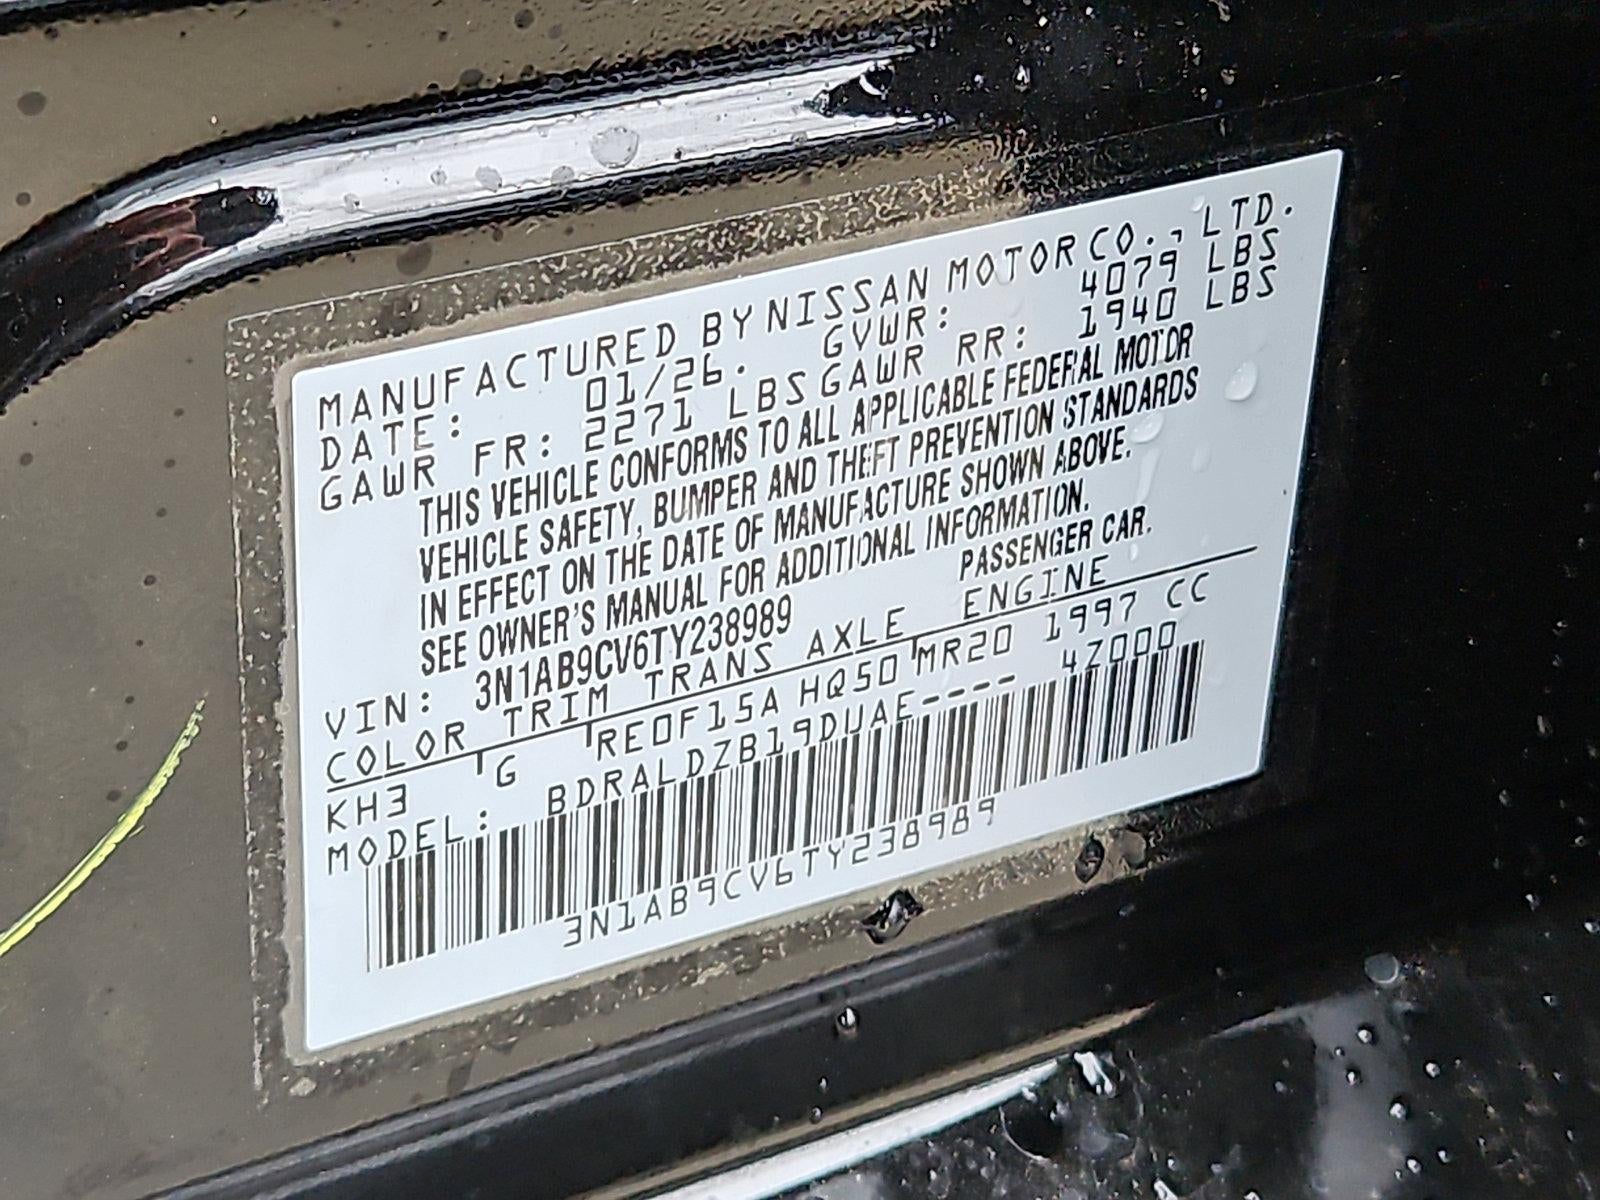 MANUFACTURED BY NISSAN MOTOR CO., LTD.
DATE: 01/26. GVWR: 4079 LBS
GAWR FR: 2271 LBS GAWR RR: 1940 LBS
THIS VEHICLE CONFORMS TO ALL APPLICABLE FEDERAL MOTOR
VEHICLE SAFETY, BUMPER AND THEFT PREVENTION STANDARDS
IN EFFECT ON THE DATE OF MANUFACTURE SHOWN ABOVE.
SEE OWNER'S MANUAL FOR ADDITIONAL INFORMATION.
PASSENGER CAR.
VIN: 3N1AB9CV6TY238989
COLOR TRIM TRANS AXLE ENGINE
KH3 G RE0F15A HQ50 MR20 1997 CC
MODEL: BDRALDZB19DUAE---- 47000
3N1AB9CV6TY238989